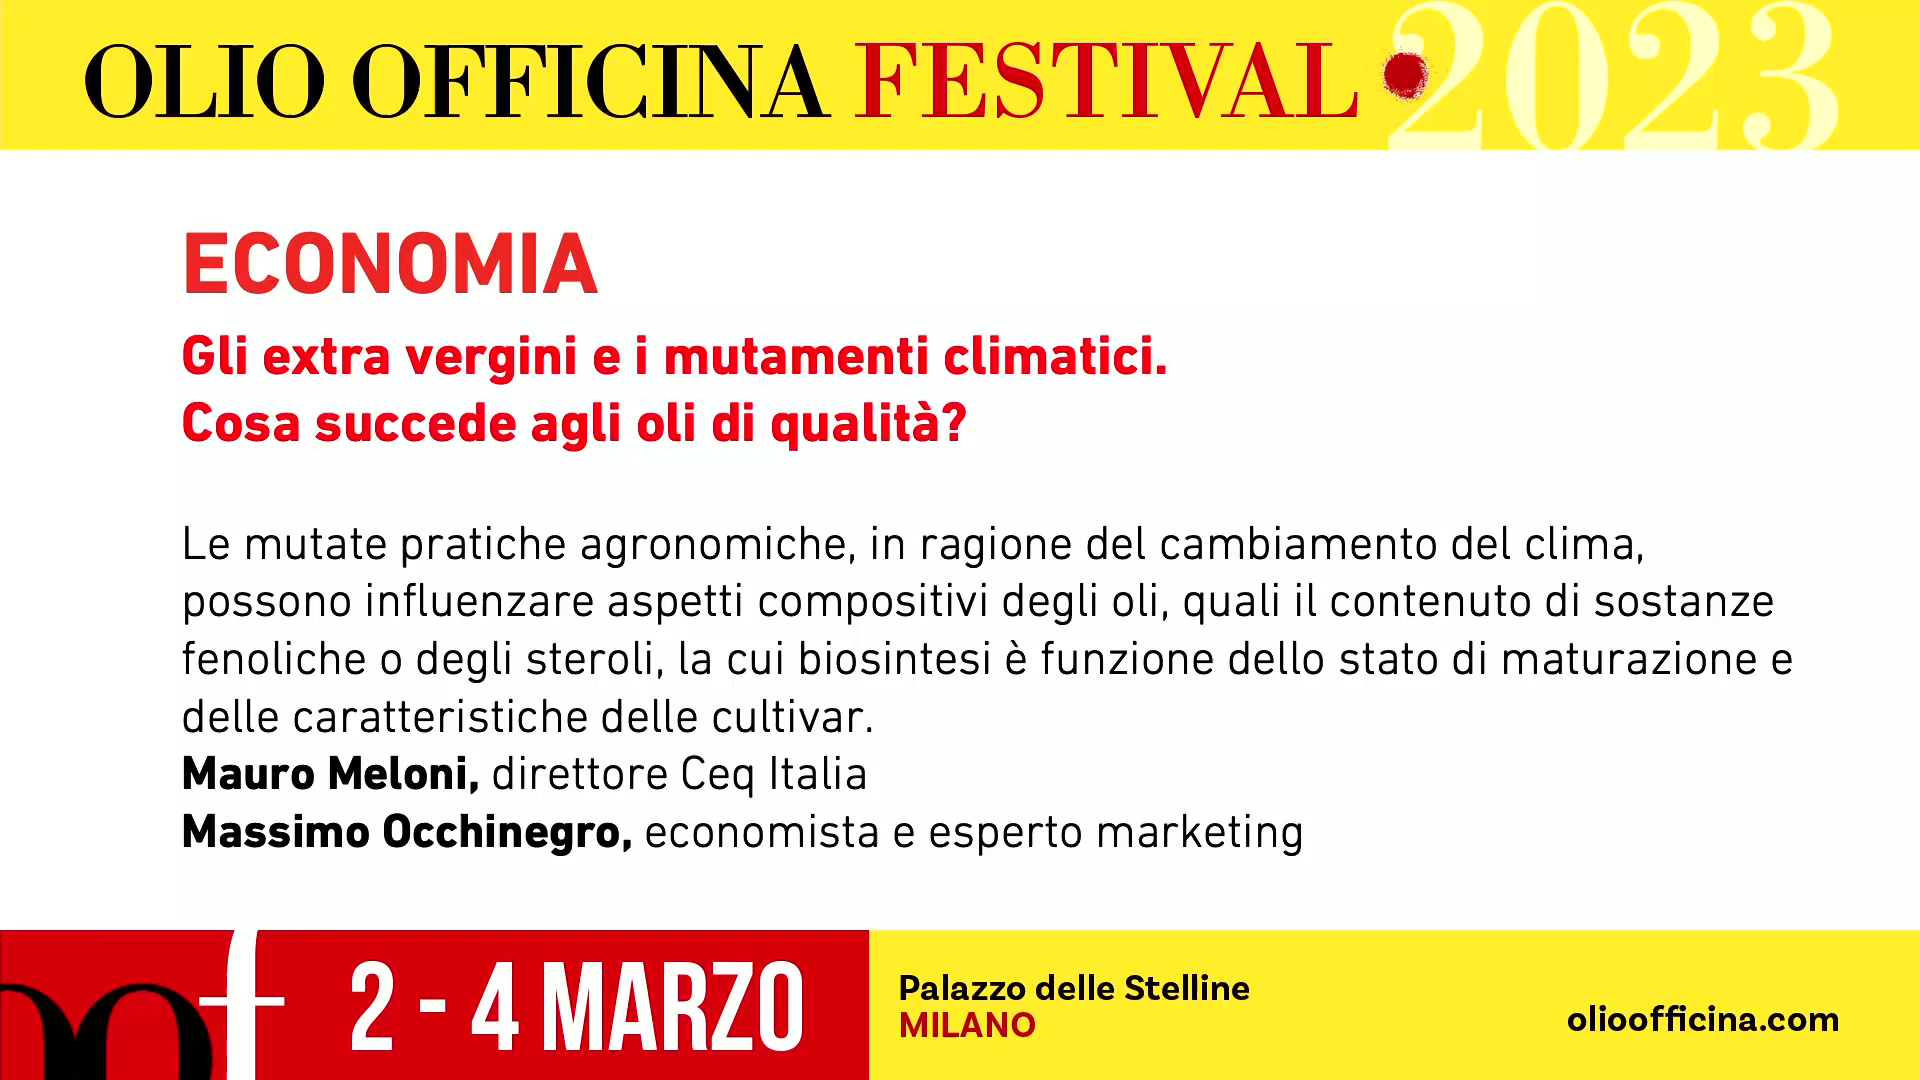 OLIO OFFICINA FESTIVAL 2023
ECONOMIA
Gli extra vergini e i mutamenti climatici.
Cosa succede agli oli di qualità?
Le mutate pratiche agronomiche, in ragione del cambiamento del clima,
possono influenzare aspetti compositivi degli oli, quali il contenuto di sostanze
fenoliche o degli steroli, la cui biosintesi è funzione dello stato di maturazione e
delle caratteristiche delle cultivar.
Mauro Meloni, direttore Ceq Italia
Massimo Occhinegro, economista e esperto marketing
oof
2 - 4 MARZO
Palazzo delle Stelline
MILANO
olioofficina.com